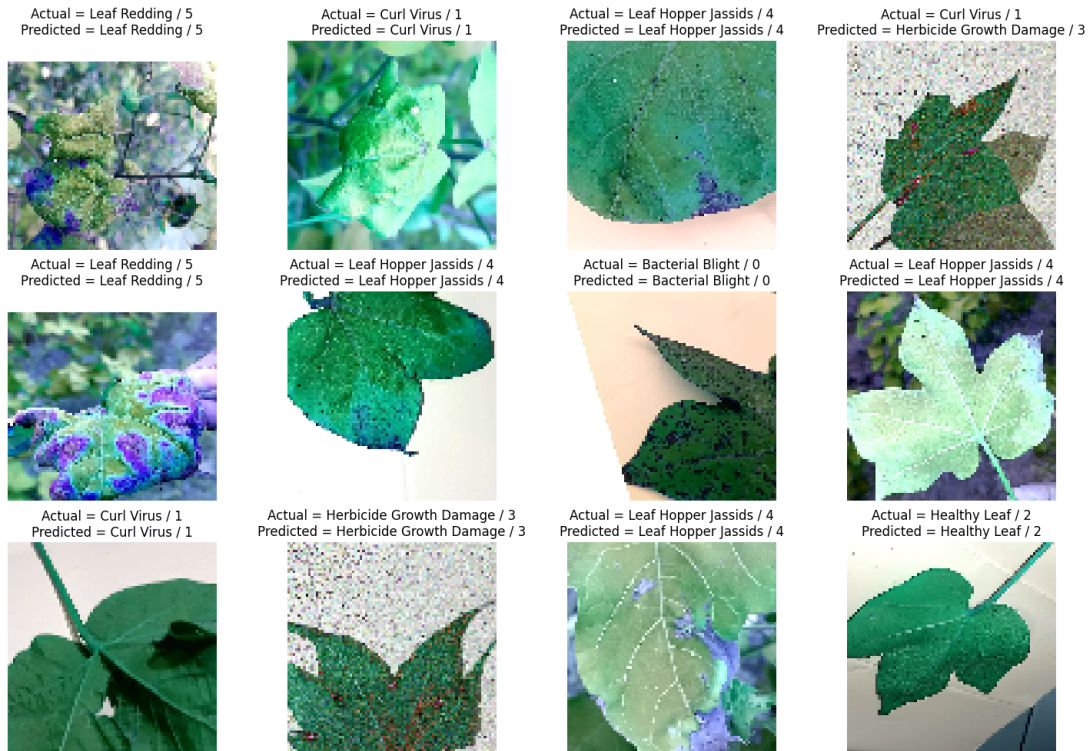 Actual = Leaf Redding / 5
Predicted = Leaf Redding / 5
Actual = Curl Virus / 1
Predicted = Curl Virus / 1
Actual = Leaf Hopper Jassids / 4
Predicted = Leaf Hopper Jassids / 4
Actual = Curl Virus / 1
Predicted = Herbicide Growth Damage / 3
Actual = Leaf Redding / 5
Predicted = Leaf Redding / 5
Actual = Leaf Hopper Jassids / 4
Predicted = Leaf Hopper Jassids / 4
Actual = Bacterial Blight / 0
Predicted = Bacterial Blight / 0
Actual = Leaf Hopper Jassids / 4
Predicted = Leaf Hopper Jassids / 4
Actual = Curl Virus / 1
Predicted = Curl Virus / 1
Actual = Herbicide Growth Damage / 3
Predicted = Herbicide Growth Damage / 3
Actual = Leaf Hopper Jassids / 4
Predicted = Leaf Hopper Jassids / 4
Actual = Healthy Leaf / 2
Predicted = Healthy Leaf / 2